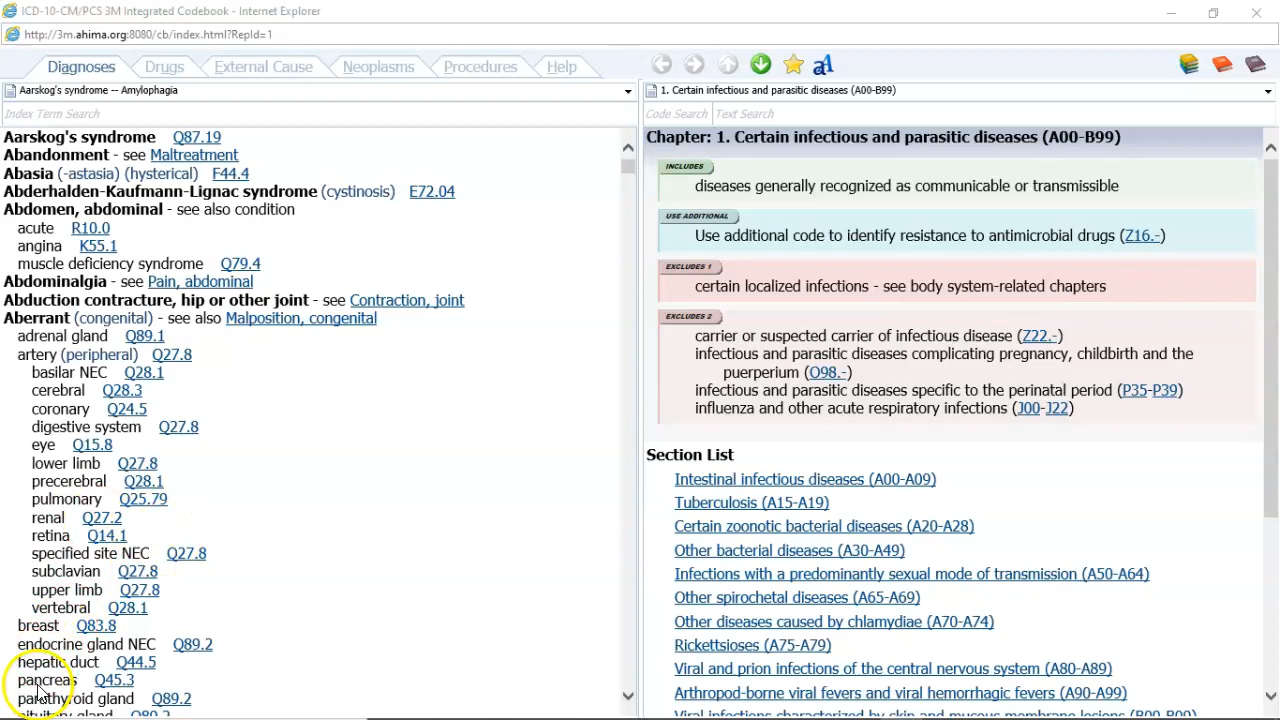 ICD-10-CM/PCS 3M Integrated Codebook - Internet Explorer
http://3m.ahima.org:8080/cb/index.html?RepId=1
Diagnoses Drugs External Cause Neoplasms Procedures Help
Aarskog's syndrome -- Amylophagia
Index Term Search
Aarskog's syndrome Q87.19
Abandonment - see Maltreatment
Abasia (-astasia) (hysterical) F44.4
Abderhalden-Kaufmann-Lignac syndrome (cystinosis) E72.04
Abdomen, abdominal - see also condition
acute R10.0
angina K55.1
muscle deficiency syndrome Q79.4
Abdominalgia - see Pain, abdominal
Abduction contracture, hip or other joint - see Contraction, joint
Aberrant (congenital) - see also Malposition, congenital
adrenal gland Q89.1
artery (peripheral) Q27.8
basilar NEC Q28.1
cerebral Q28.3
coronary Q24.5
digestive system Q27.8
eye Q15.8
lower limb Q27.8
precerebral Q28.1
pulmonary Q25.79
renal Q27.2
retina Q14.1
specified site NEC Q27.8
subclavian Q27.8
upper limb Q27.8
vertebral Q28.1
breast Q83.8
endocrine gland NEC Q89.2
hepatic duct Q44.5
pancreas Q45.3
parathyroid gland Q89.2
pituitary gland Q89.2
aA
1. Certain infectious and parasitic diseases (A00-B99)
Code Search Text Search
Chapter: 1. Certain infectious and parasitic diseases (A00-B99)
INCLUDES
diseases generally recognized as communicable or transmissible
USE ADDITIONAL
Use additional code to identify resistance to antimicrobial drugs (Z16.-)
EXCLUDES 1
certain localized infections - see body system-related chapters
EXCLUDES 2
carrier or suspected carrier of infectious disease (Z22.-)
infectious and parasitic diseases complicating pregnancy, childbirth and the
puerperium (O98.-)
infectious and parasitic diseases specific to the perinatal period (P35-P39)
influenza and other acute respiratory infections (J00-J22)
Section List
Intestinal infectious diseases (A00-A09)
Tuberculosis (A15-A19)
Certain zoonotic bacterial diseases (A20-A28)
Other bacterial diseases (A30-A49)
Infections with a predominantly sexual mode of transmission (A50-A64)
Other spirochetal diseases (A65-A69)
Other diseases caused by chlamydiae (A70-A74)
Rickettsioses (A75-A79)
Viral and prion infections of the central nervous system (A80-A89)
Arthropod-borne viral fevers and viral hemorrhagic fevers (A90-A99)
Viral infections characterized by skin and mucous membrane lesions (B00-B09)